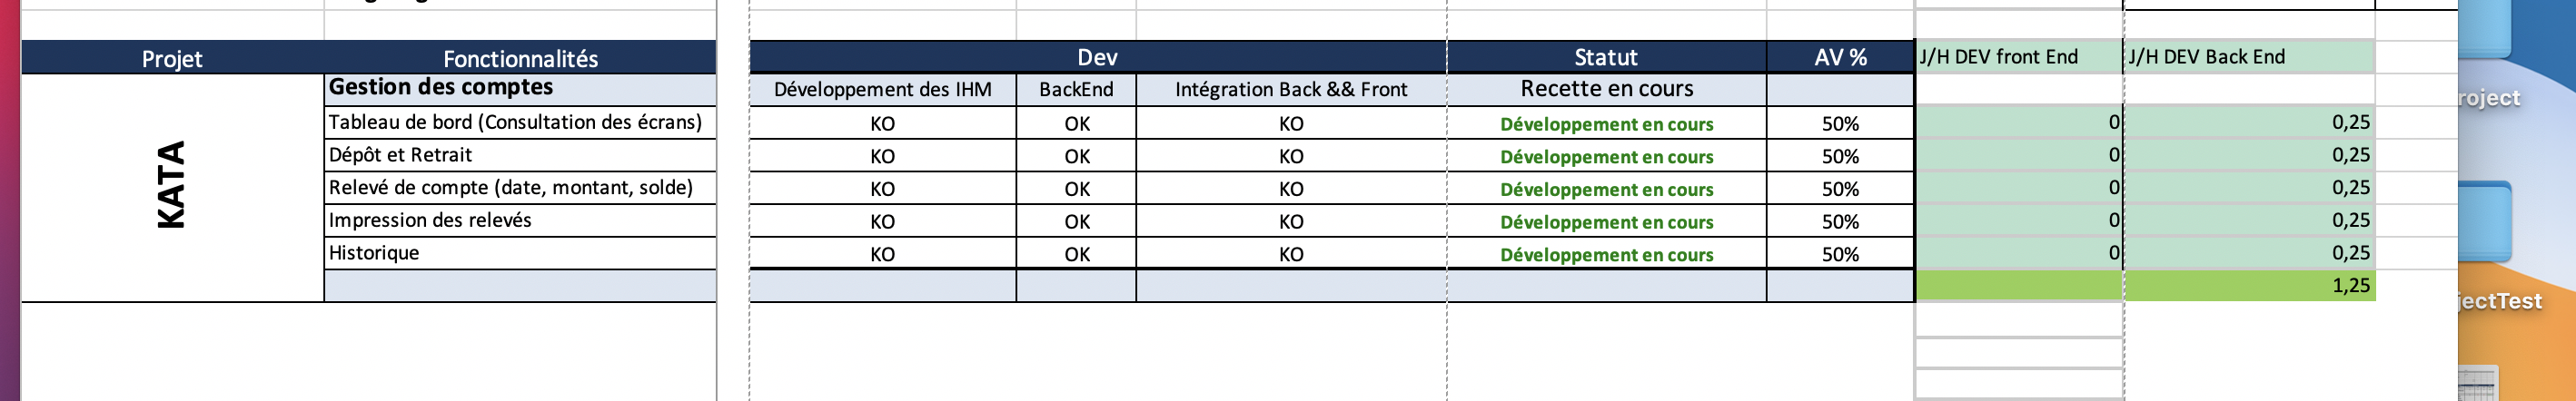 Projet Fonctionnalités Dev Statut AV % J/H DEV front End J/H DEV Back End
Gestion des comptes Développement des IHM BackEnd Intégration Back && Front Recette en cours
KATA
Tableau de bord (Consultation des écrans) KO OK KO Développement en cours 50% 0 0,25
Dépôt et Retrait KO OK KO Développement en cours 50% 0 0,25
Relevé de compte (date, montant, solde) KO OK KO Développement en cours 50% 0 0,25
Impression des relevés KO OK KO Développement en cours 50% 0 0,25
Historique KO OK KO Développement en cours 50% 0 0,25
1,25
roject
jectTest